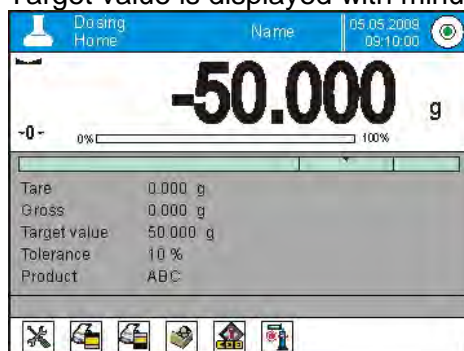 Target value is displayed with minu
Dosing
Home
Name
05.05.2009
09:10:00
-50.000 g
-0-
0%
100%
Tare 0.000 g
Gross 0.000 g
Target value 50.000 g
Tolerance 10 %
Product ABC